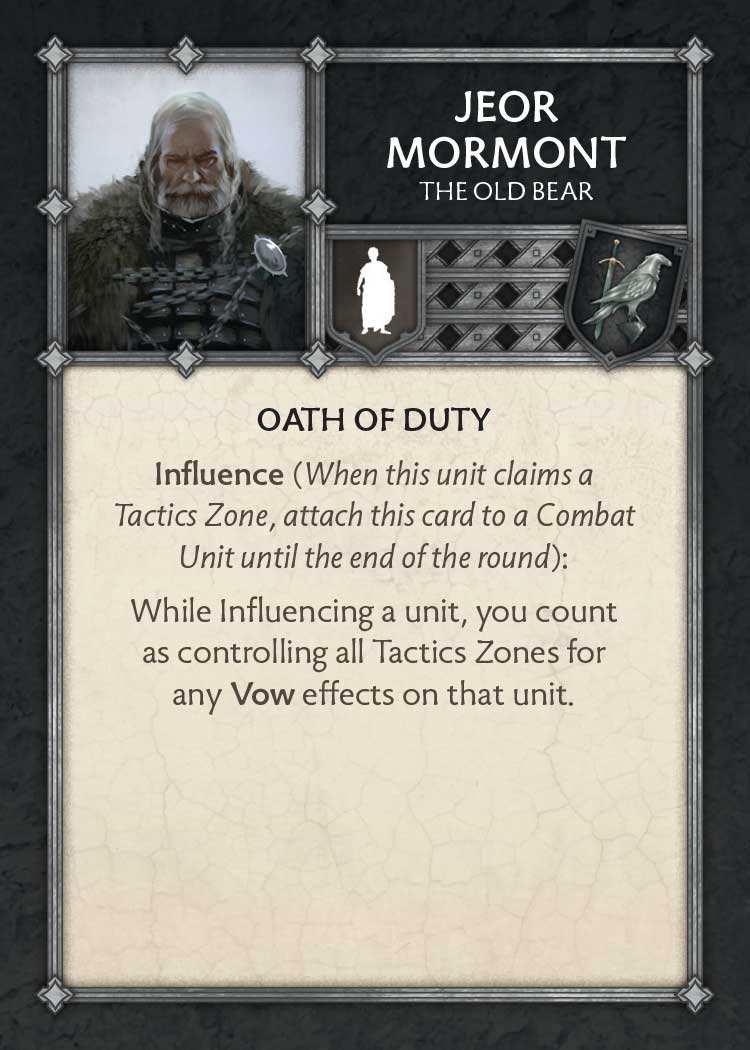 JEOR
MORMONT
THE OLD BEAR
OATH OF DUTY
Influence (When this unit claims a
Tactics Zone, attach this card to a Combat
Unit until the end of the round):
While Influencing a unit, you count
as controlling all Tactics Zones for
any Vow effects on that unit.